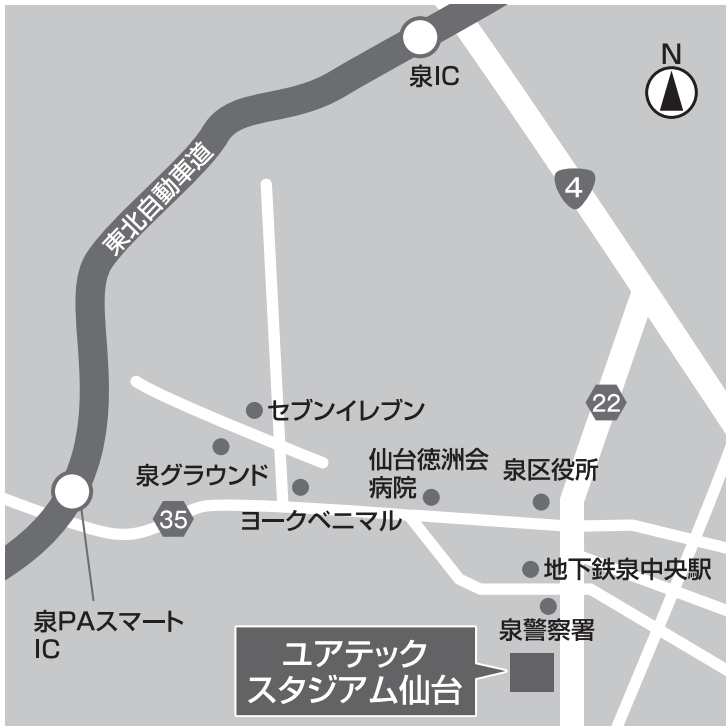 泉IC
N
東北自動車道
4
22
セブンイレブン
泉グラウンド
仙台徳洲会
病院
泉区役所
35
ヨークベニマル
地下鉄泉中央駅
泉PAスマート
IC
泉警察署
ユアテック
スタジアム仙台